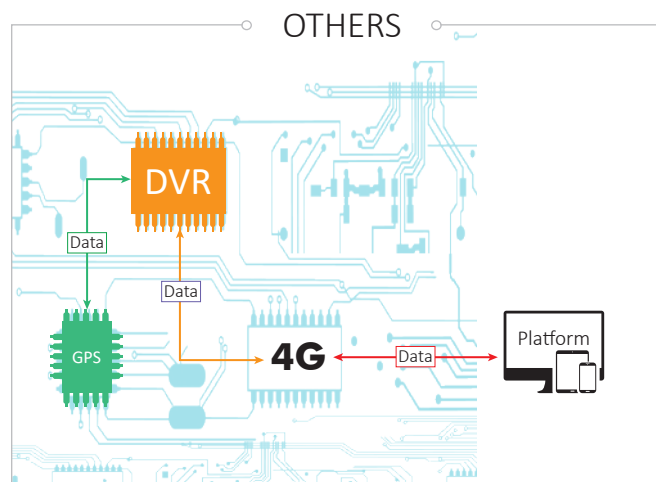 OTHERS
DVR
Data
Data
4G
Data
Platform
GPS